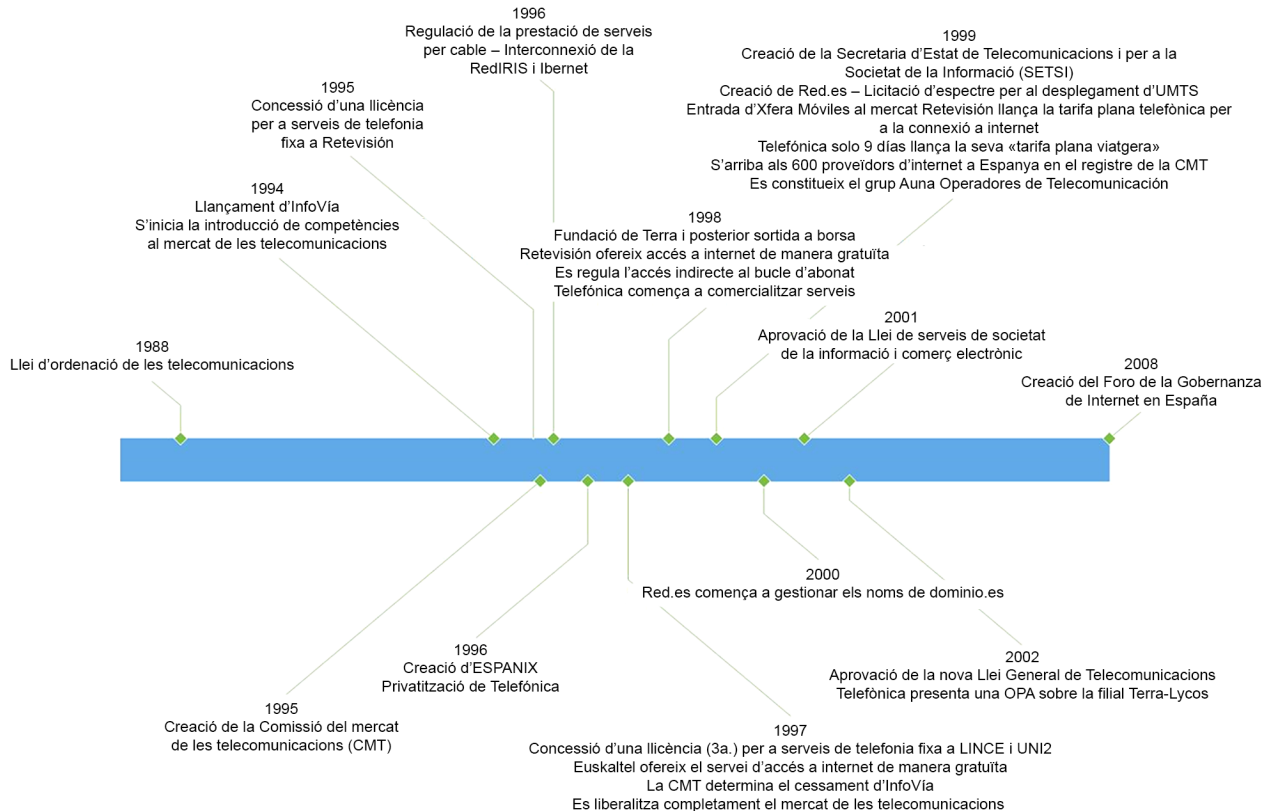 1996
Regulació de la prestació de serveis
per cable – Interconnexió de la
RedIRIS i Ibernet
1999
Creació de la Secretaria d’Estat de Telecomunicacions i per a la
Societat de la Informació (SETSI)
Creació de Red.es – Licitació d’espectre per al desplegament d’UMTS
Entrada d’Xfera Móviles al mercat Retevisión llança la tarifa plana telefònica per
a la connexió a internet
Telefónica solo 9 días llança la seva «tarifa plana viatgera»
S’arriba als 600 proveïdors d’internet a Espanya en el registre de la CMT
Es constitueix el grup Auna Operadores de Telecomunicación
1995
Concessió d’una llicència
per a serveis de telefonia
fixa a Retevisión
1994
Llançament d’InfoVía
S’inicia la introducció de competències
al mercat de les telecomunicacions
1998
Fundació de Terra i posterior sortida a borsa
Retevisión ofereix accés a internet de manera gratuïta
Es regula l’accés indirecte al bucle d’abonat
Telefónica comença a comercialitzar serveis
2001
Aprovació de la Llei de serveis de societat
de la informació i comerç electrònic
1988
Llei d’ordenació de les telecomunicacions
2008
Creació del Foro de la Gobernanza
de Internet en España
2000
Red.es comença a gestionar els noms de dominio.es
1996
Creació d’ESPANIX
Privatització de Telefónica
2002
Aprovació de la nova Llei General de Telecomunicacions
Telefònica presenta una OPA sobre la filial Terra-Lycos
1995
Creació de la Comissió del mercat
de les telecomunicacions (CMT)
1997
Concessió d’una llicència (3a.) per a serveis de telefonia fixa a LINCE i UNI2
Euskaltel ofereix el servei d’accés a internet de manera gratuïta
La CMT determina el cessament d’InfoVía
Es liberalitza completament el mercat de les telecomunicacions